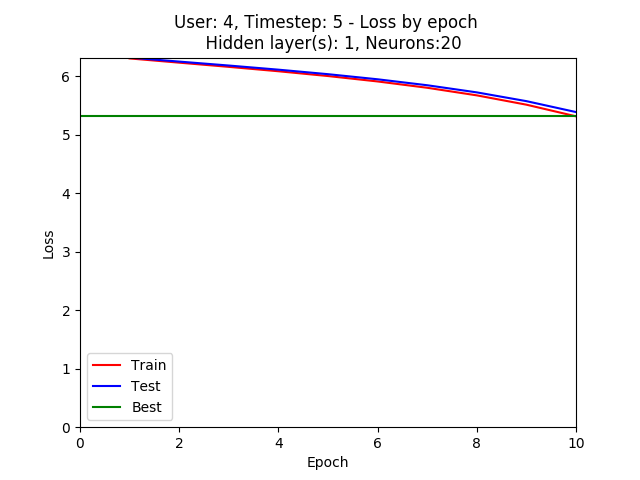 User: 4, Timestep: 5 - Loss by epoch
Hidden layer(s): 1, Neurons:20
6
5
4
3
2
1
0
Loss
Train
Test
Best
0 2 4 6 8 10
Epoch